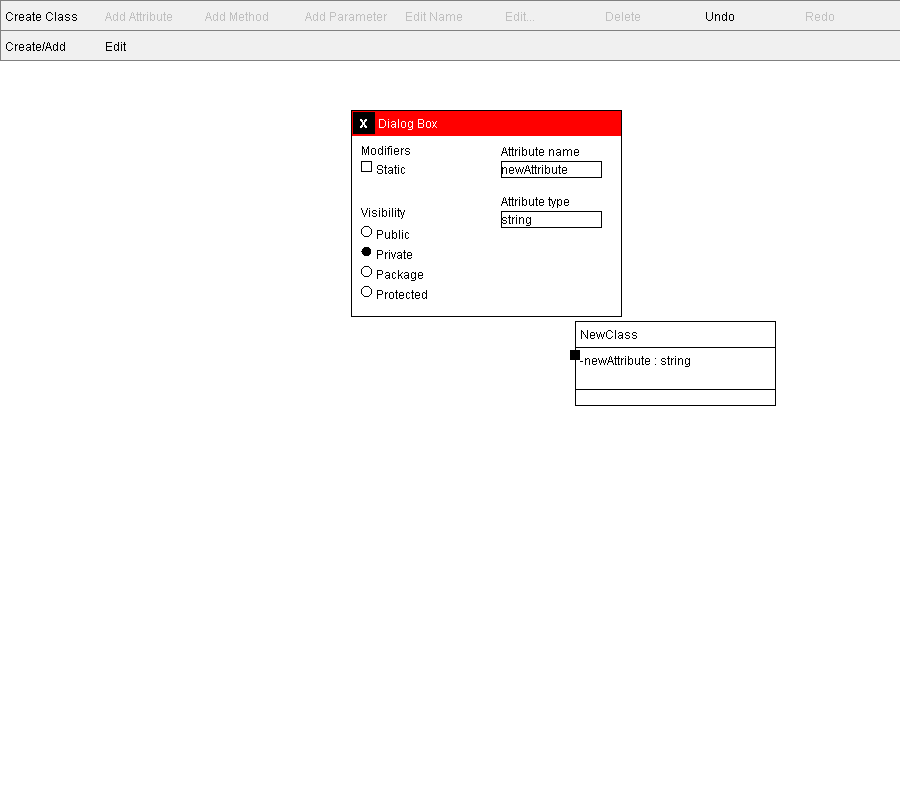 Create Class Add Attribute Add Method Add Parameter Edit Name Edit... Delete Undo Redo
Create/Add Edit
X Dialog Box
Modifiers
Static
Visibility
Public
Private
Package
Protected
Attribute name
newAttribute
Attribute type
string
NewClass
-newAttribute : string